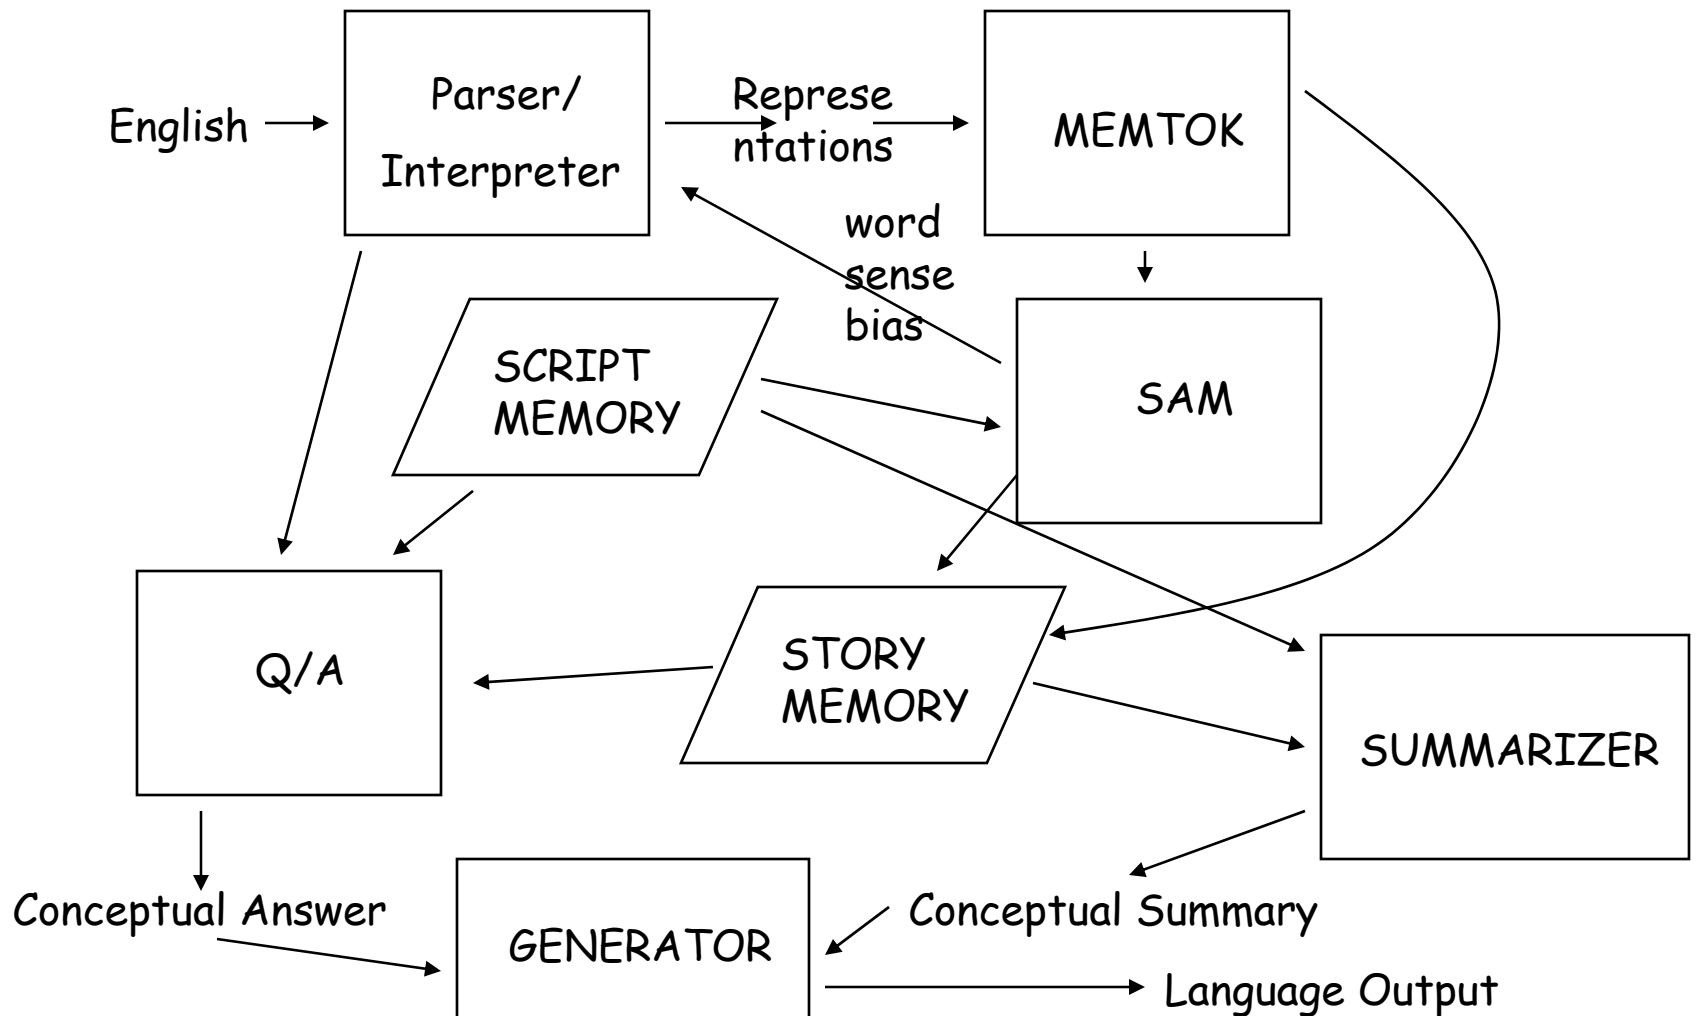 English
Parser/
Interpreter
Represe
ntations
MEMTOK
word
sense
bias
SCRIPT
MEMORY
SAM
Q/A
STORY
MEMORY
SUMMARIZER
Conceptual Answer
GENERATOR
Conceptual Summary
Language Output